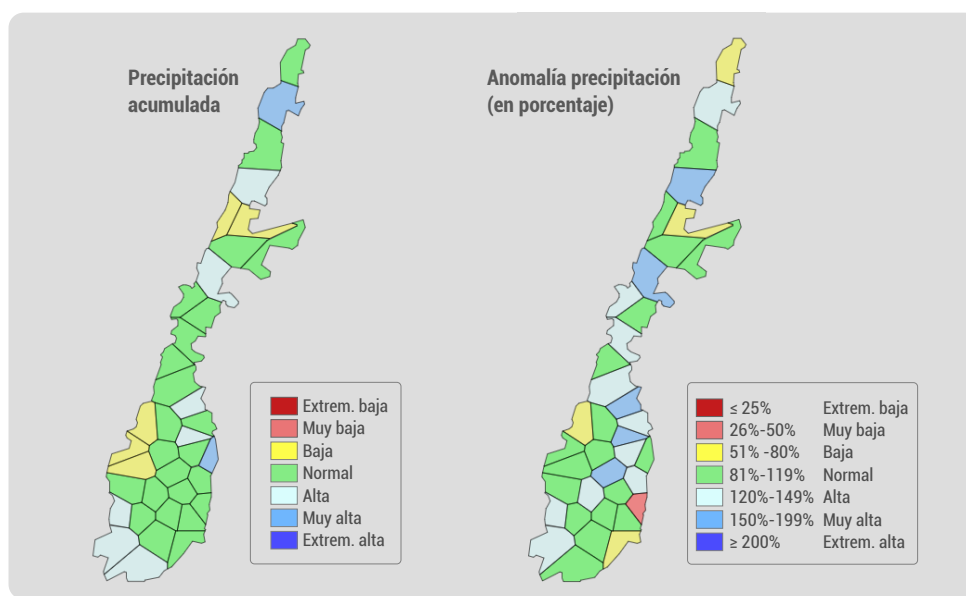 Precipitación
acumulada
Extrem. baja
Muy baja
Baja
Normal
Alta
Muy alta
Extrem. alta
Anomalía precipitación
(en porcentaje)
≤ 25% Extrem. baja
26%-50% Muy baja
51% -80% Baja
81%-119% Normal
120%-149% Alta
150%-199% Muy alta
≥ 200% Extrem. alta